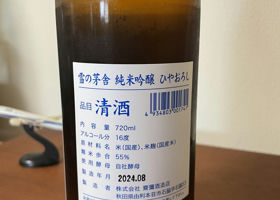 4 934803 001741
雪の茅舎 純米吟醸 ひやおろし
品目 清酒
内容量 720ml
アルコール分 16度
原材料名 米(国産)、米麹(国産米)
精米歩合 55%
使用酵母 自社酵母
製造年月 2024.08
製造者 株式会社 齋彌酒造店
秋田県由利本荘市石脇字石脇53